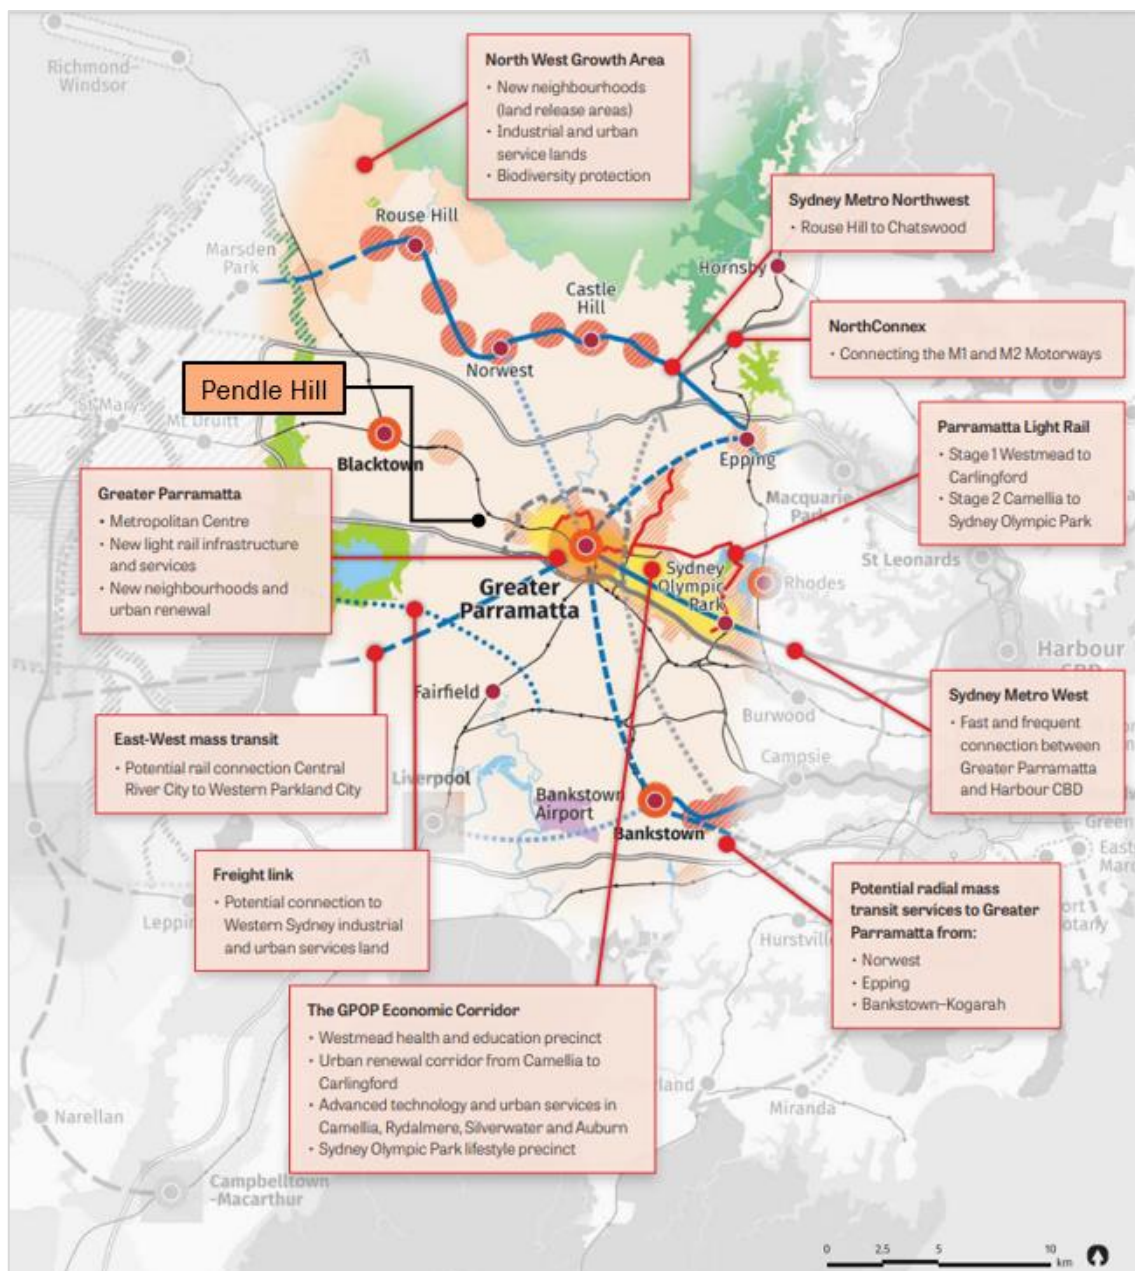 Richmond–
Windsor
North West Growth Area
• New neighbourhoods
(land release areas)
• Industrial and urban
service lands
• Biodiversity protection
Rouse Hill
Marsden
Park
Sydney Metro Northwest
• Rouse Hill to Chatswood
Hornsby
Castle
Hill
NorthConnex
• Connecting the M1 and M2 Motorways
Norwest
Pendle Hill
St Marys
Mt Druitt
Blacktown
Epping
Parramatta Light Rail
• Stage 1 Westmead to
Carlingford
• Stage 2 Camellia to
Sydney Olympic Park
Macquarie
Park
St Leonards
Greater Parramatta
• Metropolitan Centre
• New light rail infrastructure
and services
• New neighbourhoods and
urban renewal
Greater
Parramatta
Sydney
Olympic
Park
Rhodes
Harbour
CBD
Fairfield
Burwood
Sydney Metro West
• Fast and frequent
connection between
Greater Parramatta
and Harbour CBD
East-West mass transit
• Potential rail connection Central
River City to Western Parkland City
Liverpool
Campsie
Bankstown
Airport
Bankstown
Green
East
Freight link
• Potential connection to
Western Sydney industrial
and urban services land
Leppin
Potential radial mass
transit services to Greater
Parramatta from:
• Norwest
• Epping
• Bankstown–Kogarah
Hurstville
ort
otany
The GPOP Economic Corridor
• Westmead health and education precinct
• Urban renewal corridor from Camellia to
Carlingford
• Advanced technology and urban services in
Camellia, Rydalmere, Silverwater and Auburn
• Sydney Olympic Park lifestyle precinct
land
Miranda
Narellan
Campbelltown
-Macarthur
0 2.5 5 10
km